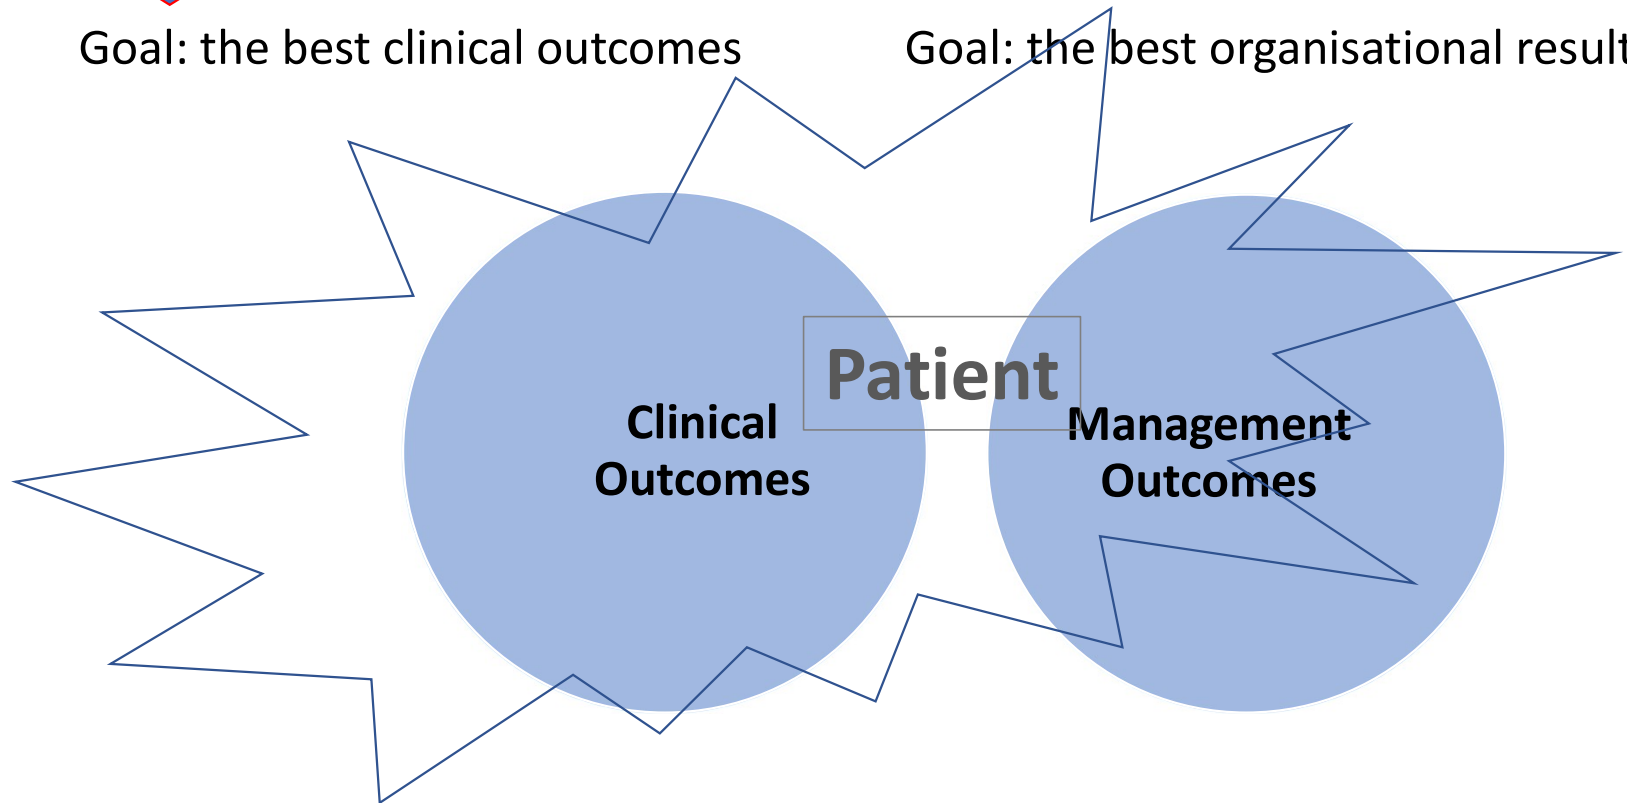 Goal: the best clinical outcomes
Goal: the best organisational result
Patient
Clinical
Outcomes
Management
Outcomes